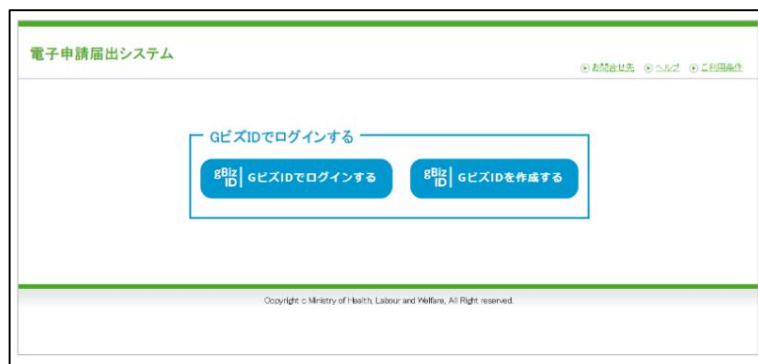 電子申請届出システム
お問合せ先 ヘルプ ご利用条件
GビズIDでログインする
gBiz ID GビズIDでログインする gBiz ID GビズIDを作成する
Copyright c Ministry of Health, Labour and Welfare, All Right reserved.